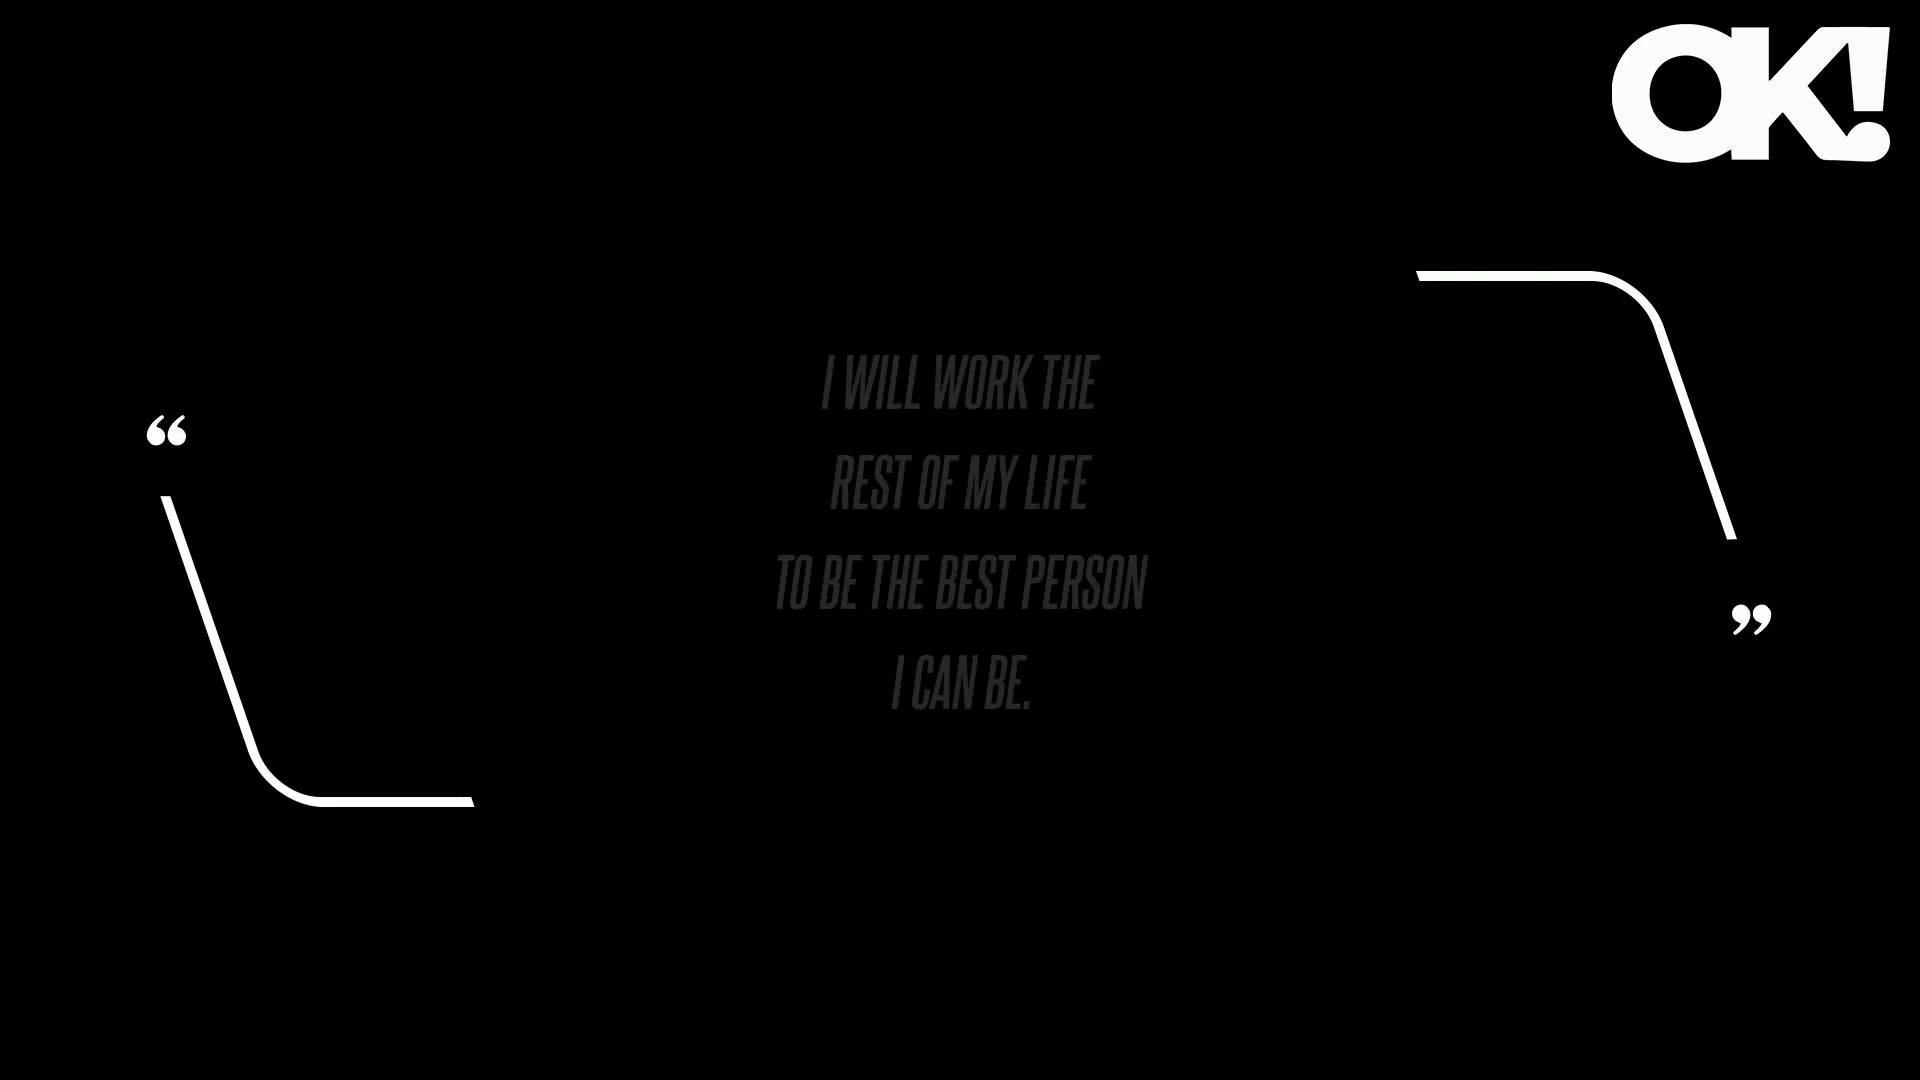 OK!
“
I WILL WORK THE
REST OF MY LIFE
TO BE THE BEST PERSON
I CAN BE.
”